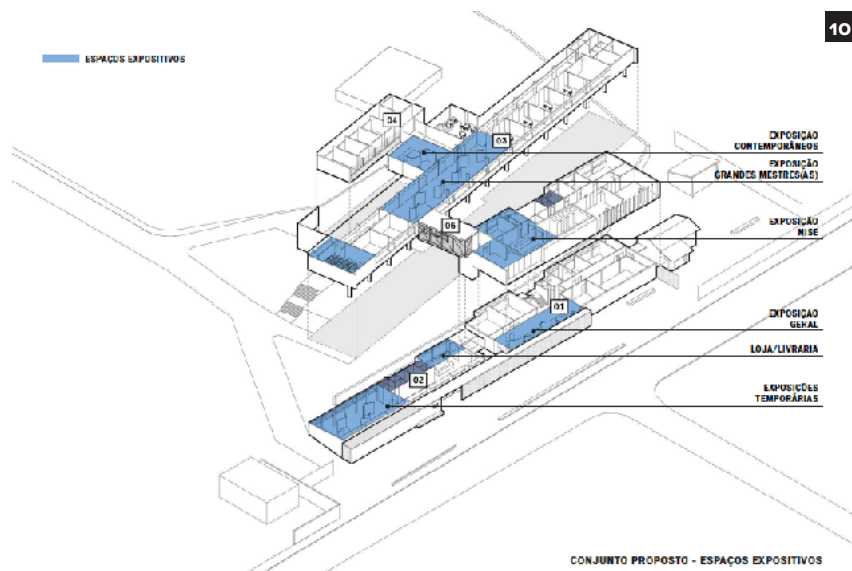 10
ESPAÇOS EXPOSITIVOS
04
03
EXPOSIÇÃO
CONTEMPORÂNEOS
EXPOSIÇÃO
GRANDES MESTRES(AS)
05
EXPOSIÇÃO
NISE
01
EXPOSIÇÃO
GERAL
LOJA/LIVRARIA
02
EXPOSIÇÕES
TEMPORÁRIAS
CONJUNTO PROPOSTO - ESPAÇOS EXPOSITIVOS